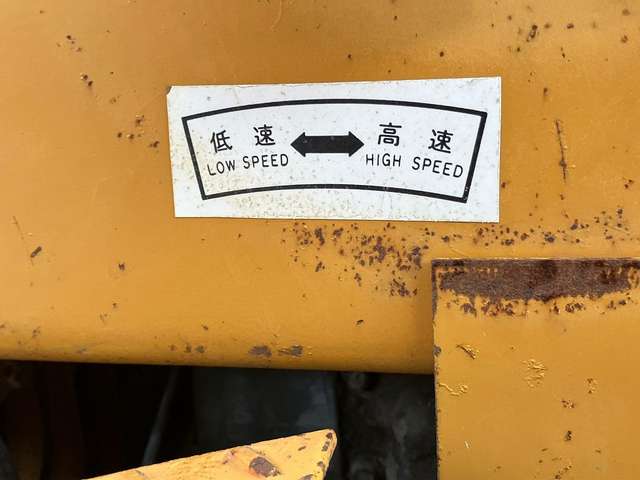 低速 高速
LOW SPEED HIGH SPEED